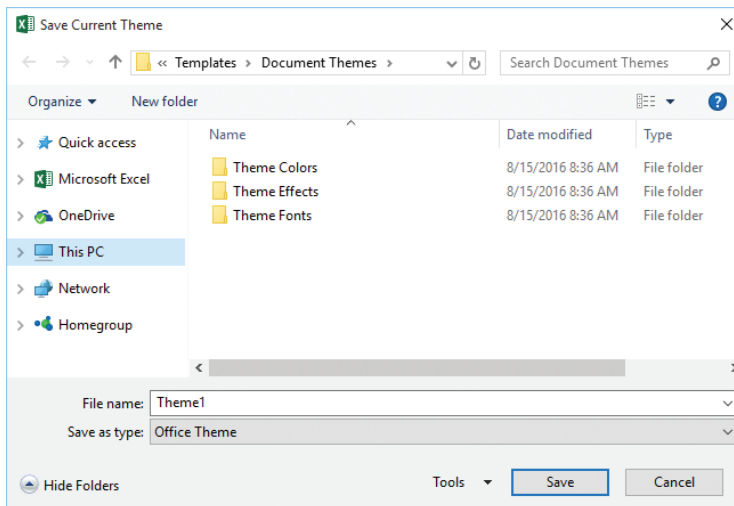 Save Current Theme
« Templates > Document Themes >
Search Document Themes
Organize
New folder
Name
Date modified
Type
Quick access
Microsoft Excel
OneDrive
This PC
Network
Homegroup
Theme Colors 8/15/2016 8:36 AM File folder
Theme Effects 8/15/2016 8:36 AM File folder
Theme Fonts 8/15/2016 8:36 AM File folder
File name: Theme1
Save as type: Office Theme
Hide Folders
Tools
Save
Cancel